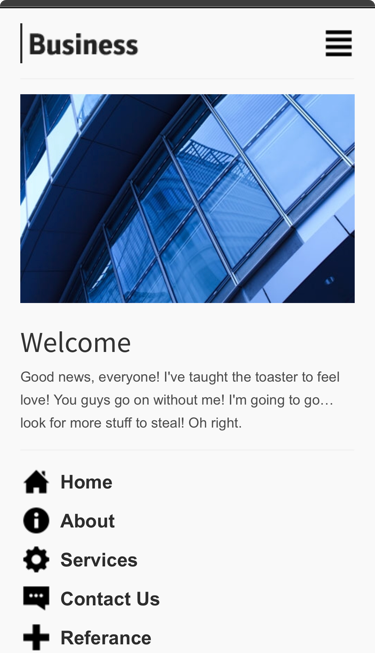 Business
Welcome
Good news, everyone! I've taught the toaster to feel
love! You guys go on without me! I'm going to go…
look for more stuff to steal! Oh right.
Home
About
Services
Contact Us
Referance